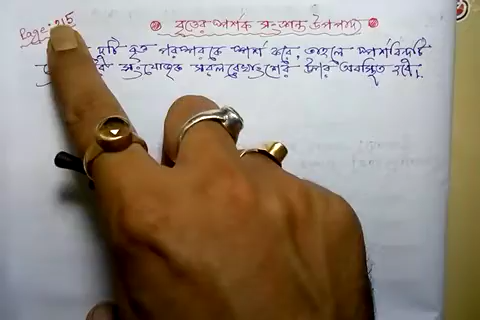 Page: 215
বৃত্তের স্পর্শক সংক্রান্ত উপপাদ্য
দুটি বৃত্ত পরস্পরকে স্পর্শ করে, তাহলে স্পর্শবিন্দুটি
সংযোজক সরলরেখাংশের উপর অবস্থিত হবে।